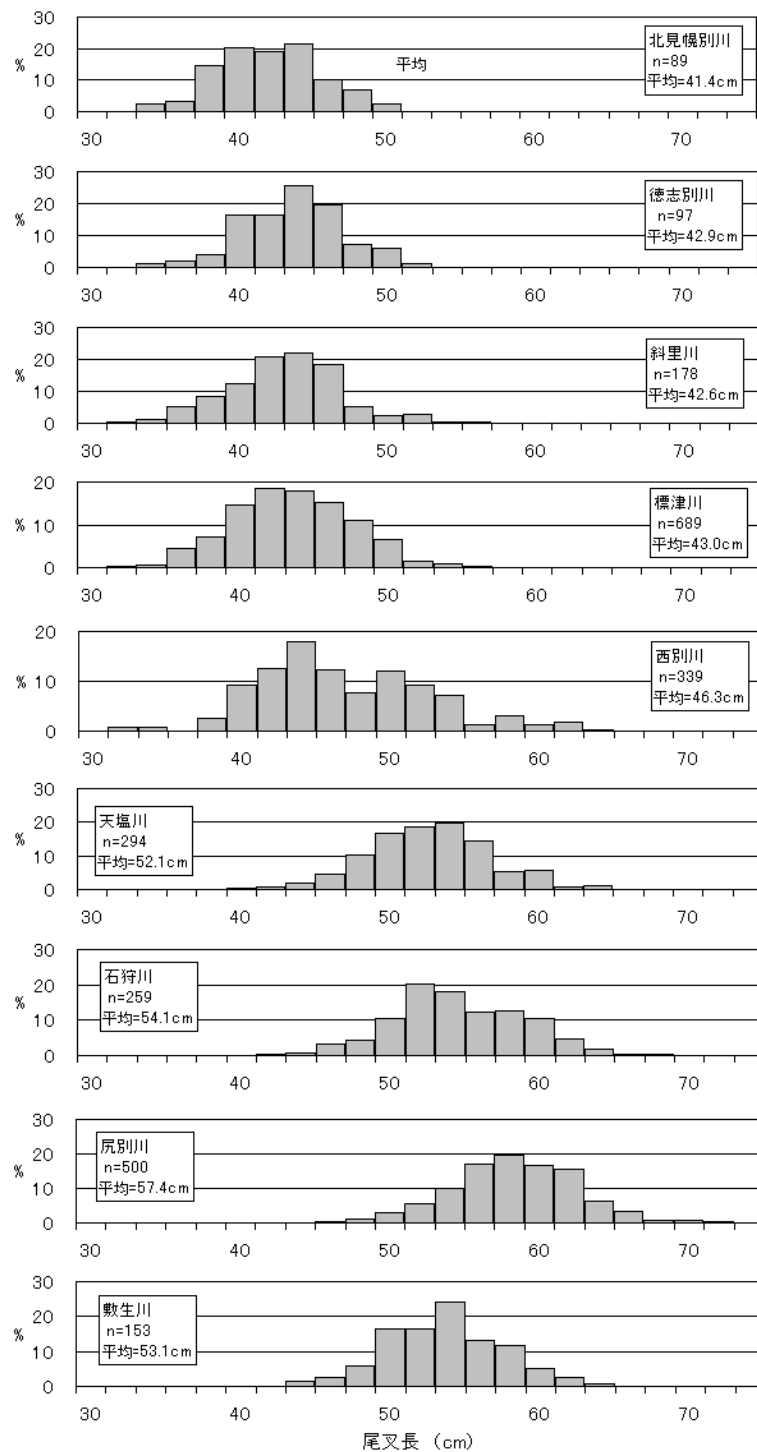 30
20
10
0
%
平均
北見幌別川
n=89
平均=41.4cm
30 40 50 60 70
30
20
10
0
%
徳志別川
n=97
平均=42.9cm
30 40 50 60 70
30
20
10
0
%
斜里川
n=178
平均=42.6cm
30 40 50 60 70
20
10
0
%
標津川
n=689
平均=43.0cm
30 40 50 60 70
20
10
0
%
西別川
n=339
平均=46.3cm
30 40 50 60 70
30
20
10
0
%
天塩川
n=294
平均=52.1cm
30 40 50 60 70
30
20
10
0
%
石狩川
n=259
平均=54.1cm
30 40 50 60 70
30
20
10
0
%
尻別川
n=500
平均=57.4cm
30 40 50 60 70
30
20
10
0
%
敷生川
n=153
平均=53.1cm
30 40 50 60 70
尾叉長 (cm)